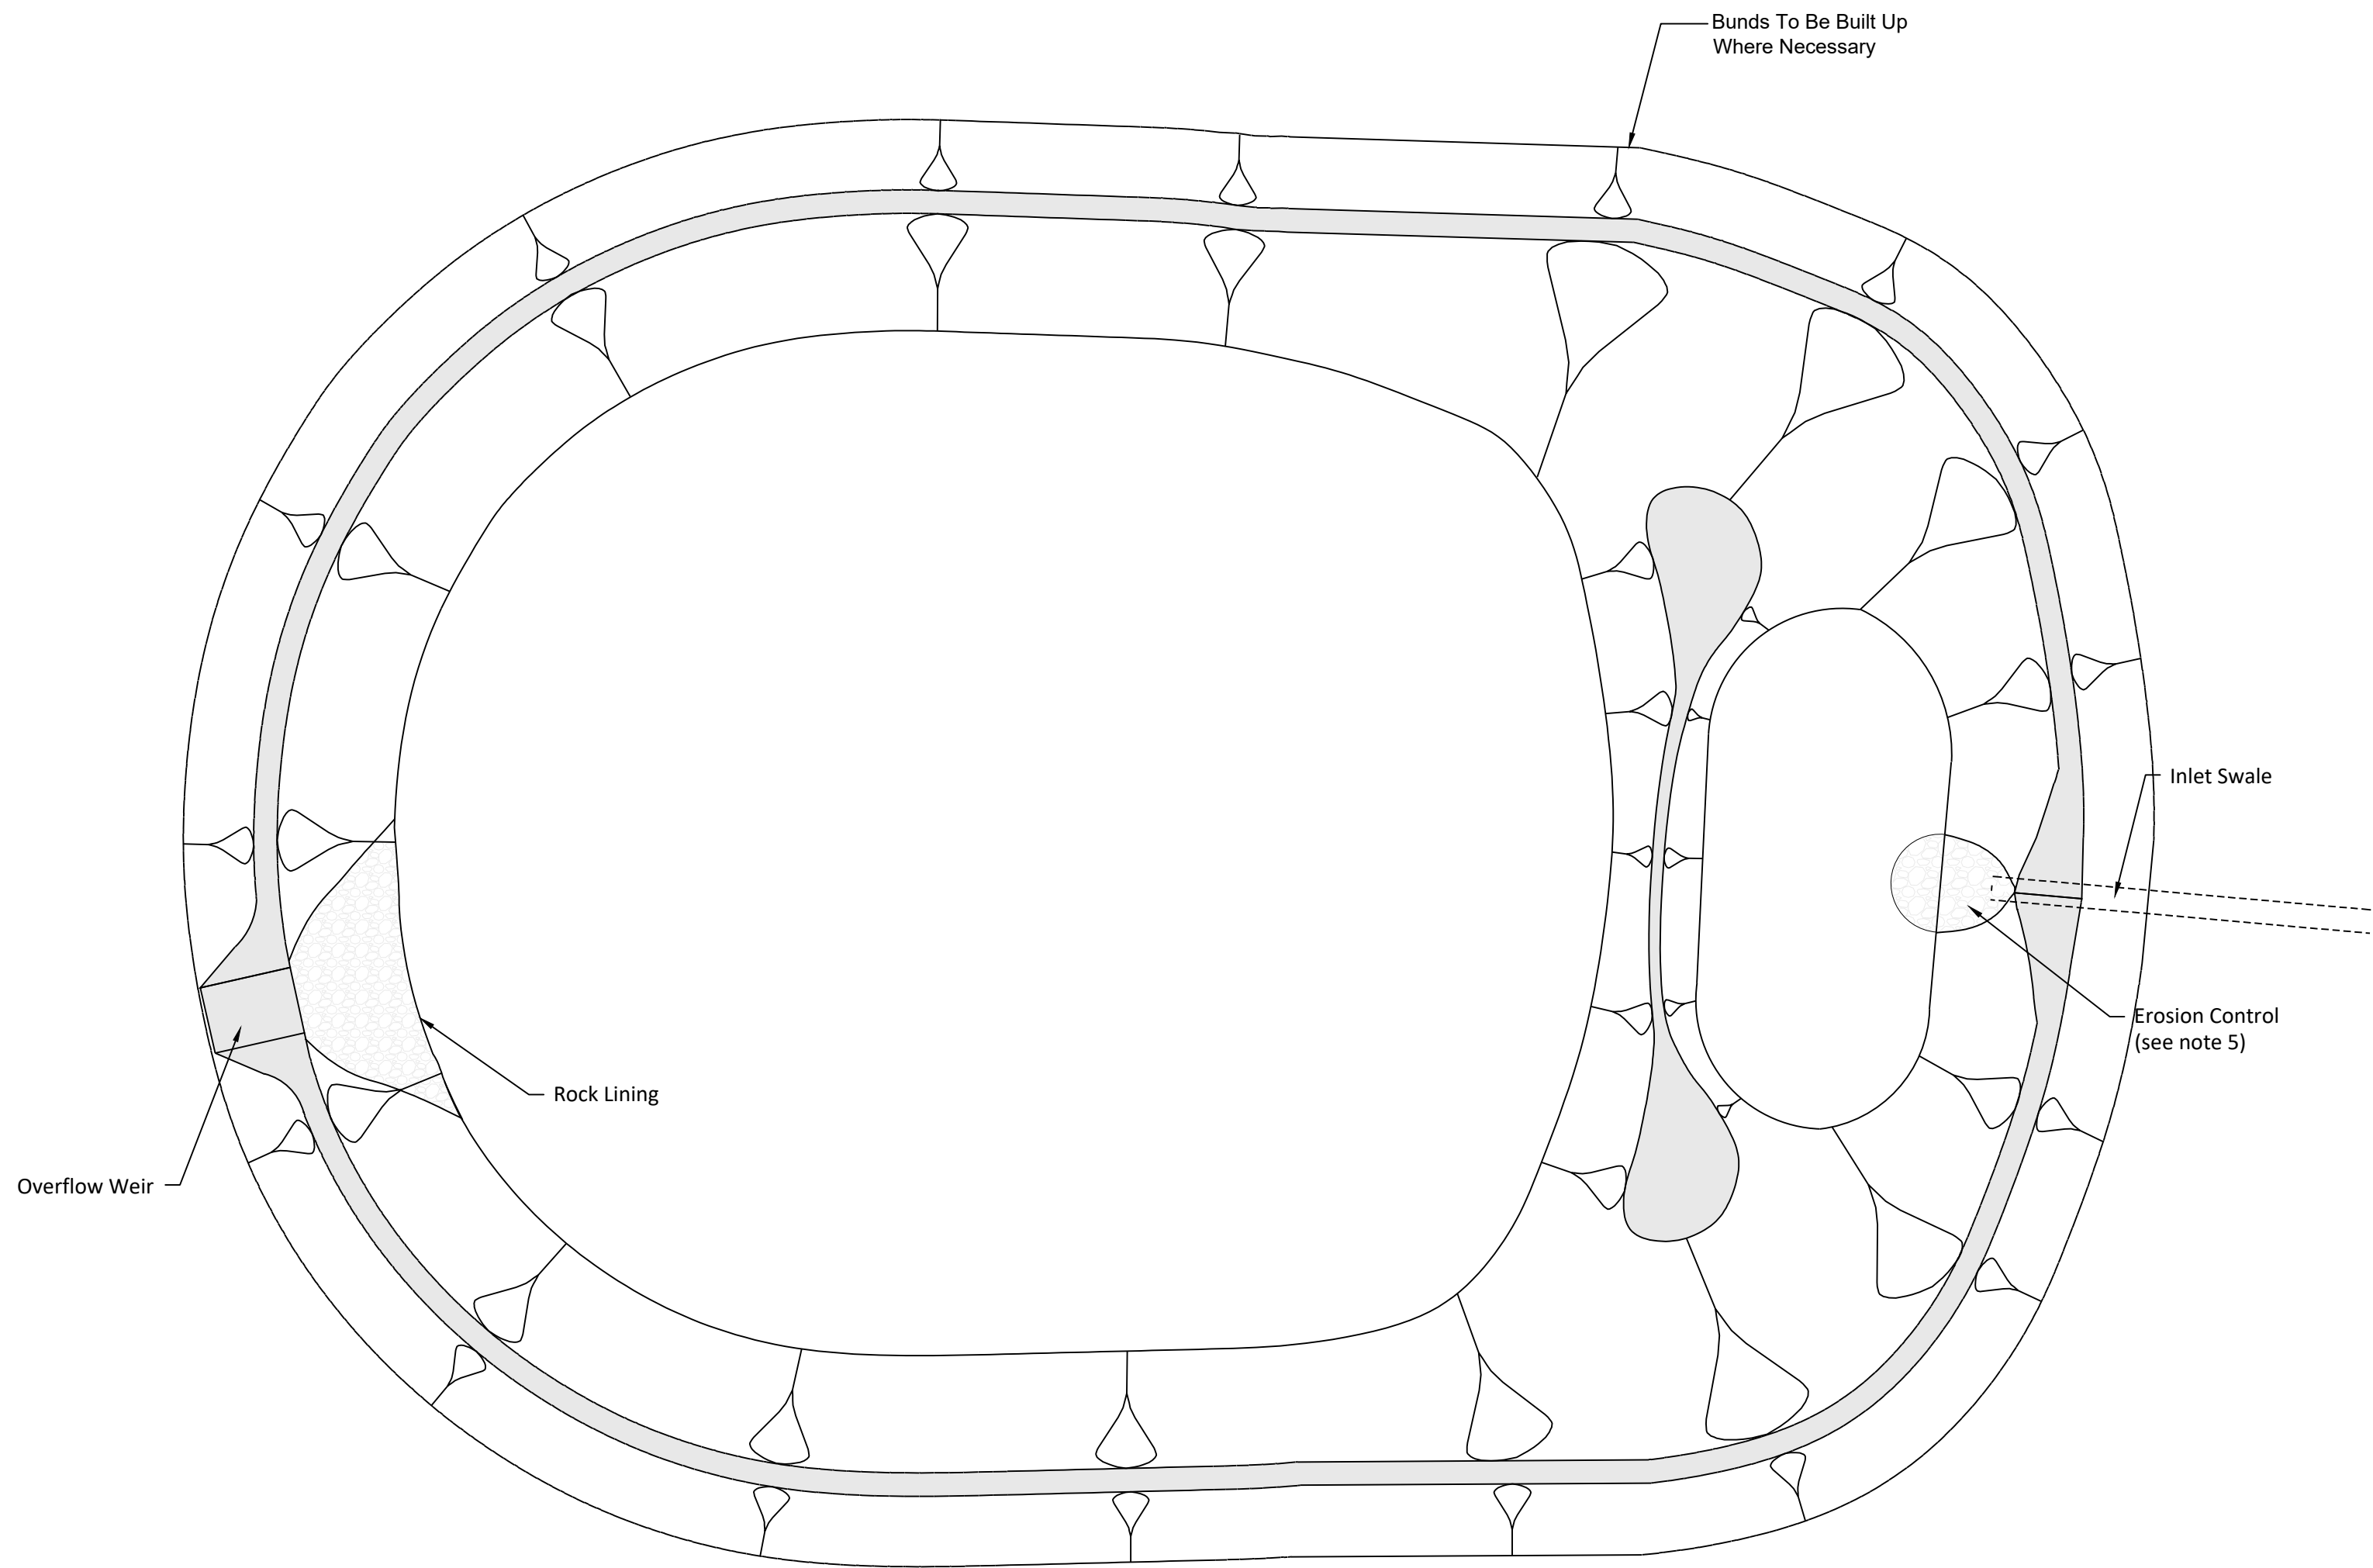 Bunds To Be Built Up
Where Necessary
Inlet Swale
Erosion Control
(see note 5)
Rock Lining
Overflow Weir